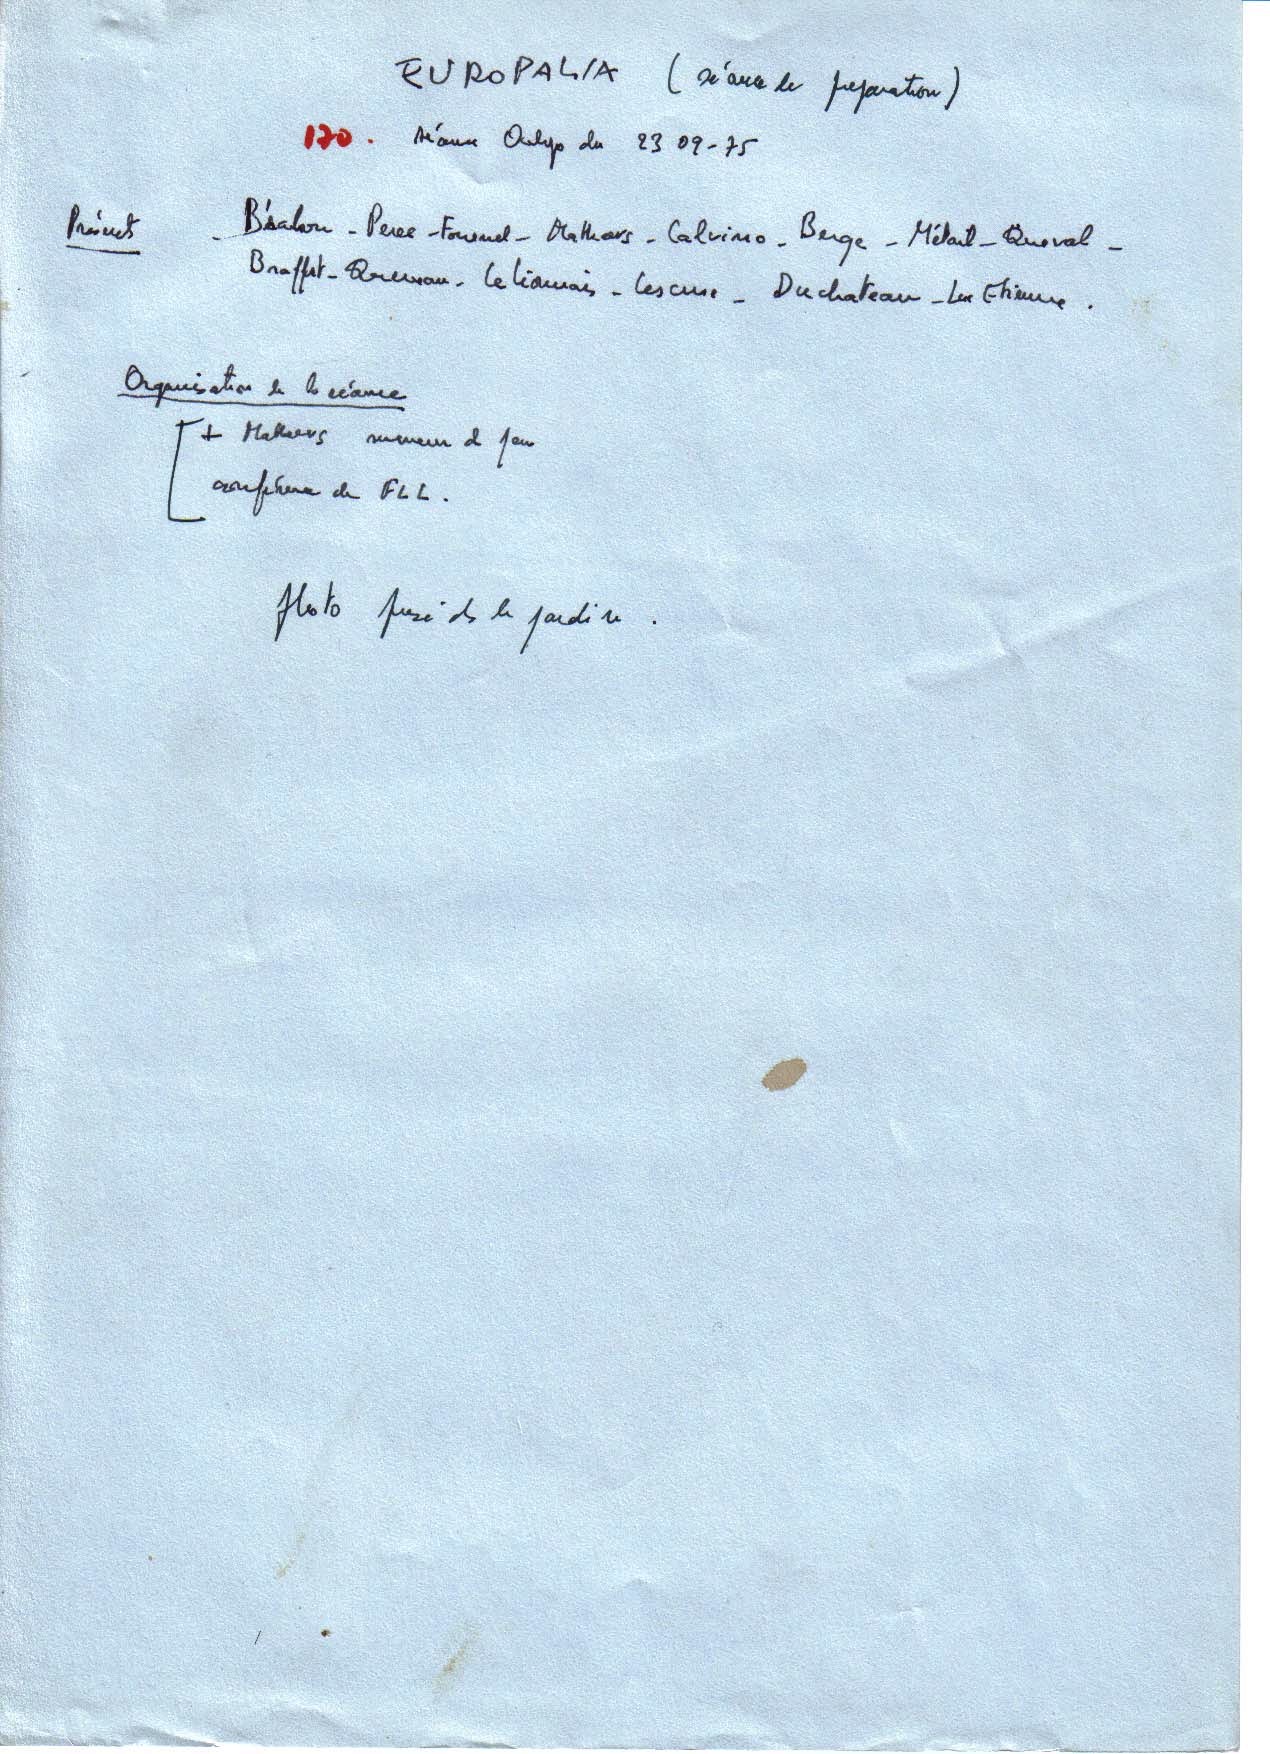 EUROPALIA (séance de préparation)
170. séance Oulipo du 23 09-75
Présents - Bénabou - Perec - Fournel - Mathews - Calvino - Berge - Métail - Queval -
Braffort - Queneau - Le Lionnais - Lescure - Duchateau - Luc Etienne.
Organisation de la séance
+ Mathews meneur de jeu
conférence de FLL.
Photo prise ds le jardin.